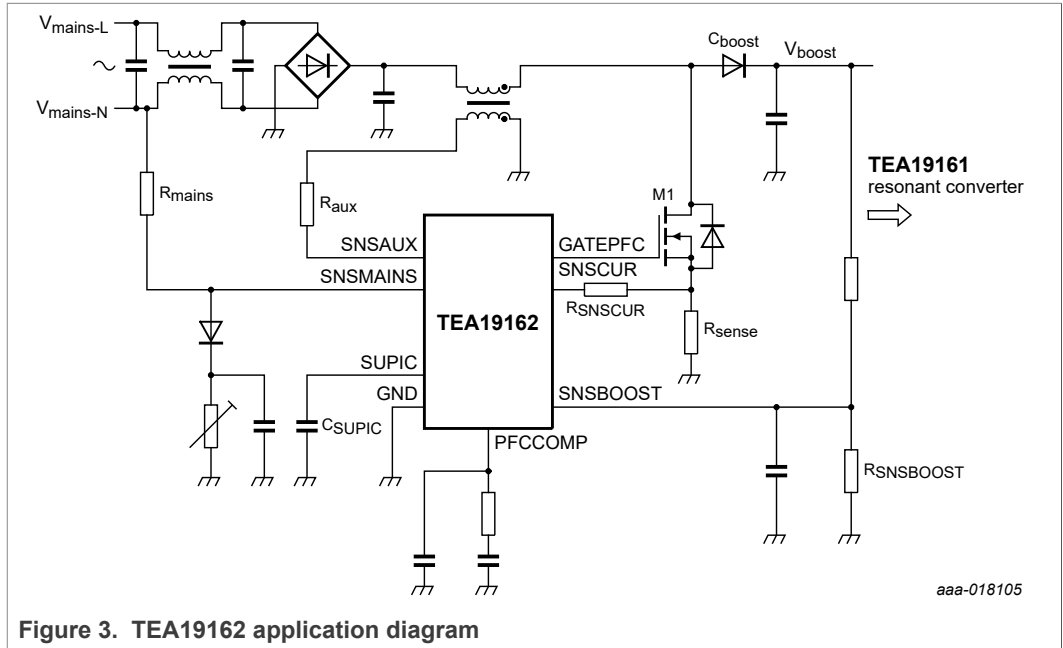 Vmains-L
Cboost
Vboost
Vmains-N
TEA19161
resonant converter
Rmains
M1
Raux
SNSAUX
GATEPFC
SNSMAINS
SNSCUR
RSNSCUR
TEA19162
Rsense
SUPIC
GND
SNSBOOST
CSUPIC
PFCCOMP
RSNSBOOST
aaa-018105
Figure 3. TEA19162 application diagram